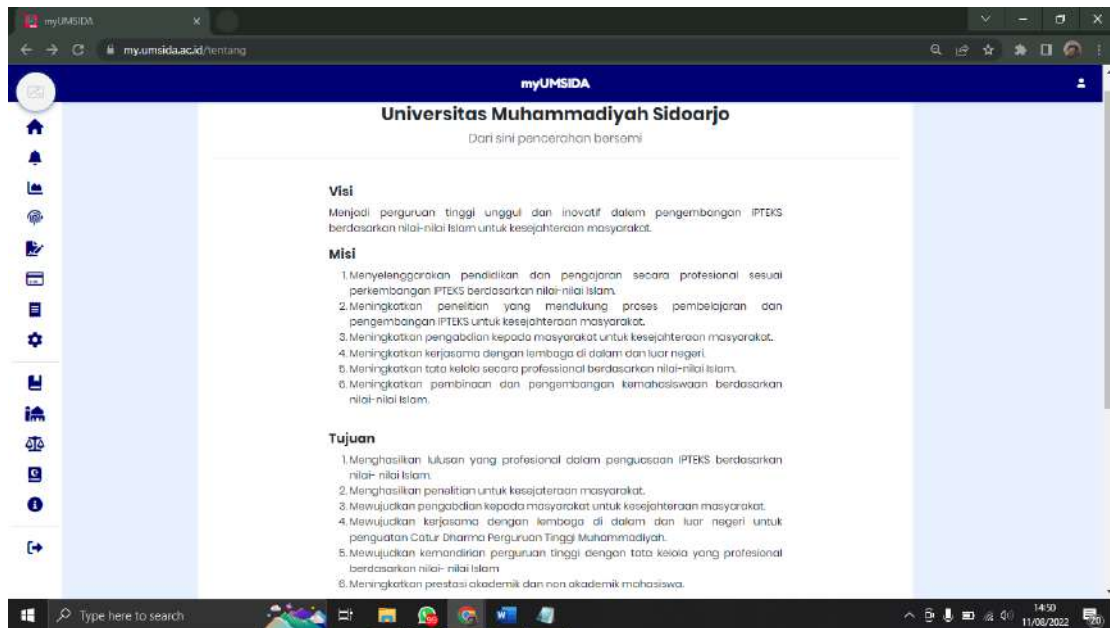 myUMSIDA
my.umsida.ac.id/tentang
myUMSIDA
Universitas Muhammadiyah Sidoarjo
Dari sini pencerahan bersemi
Visi
Menjadi perguruan tinggi unggul dan inovatif dalam pengembangan IPTEKS
berdasarkan nilai-nilai Islam untuk kesejahteraan masyarakat.
Misi
1. Menyelenggarakan pendidikan dan pengajaran secara profesional sesuai
perkembangan IPTEKS berdasarkan nilai-nilai Islam.
2. Meningkatkan penelitian yang mendukung proses pembelajaran dan
pengembangan IPTEKS untuk kesejahteraan masyarakat.
3. Meningkatkan pengabdian kepada masyarakat untuk kesejahteraan masyarakat.
4. Meningkatkan kerjasama dengan lembaga di dalam dan luar negeri.
5. Meningkatkan tata kelola secara professional berdasarkan nilai-nilai Islam.
6. Meningkatkan pembinaan dan pengembangan kemahasiswaan berdasarkan
nilai-nilai Islam.
Tujuan
1. Menghasilkan lulusan yang profesional dalam penguasaan IPTEKS berdasarkan
nilai- nilai Islam.
2. Menghasilkan penelitian untuk kesejateraan masyarakat.
3. Mewujudkan pengabdian kepada masyarakat untuk kesejahteraan masyarakat.
4. Mewujudkan kerjasama dengan lembaga di dalam dan luar negeri untuk
penguatan Catur Dharma Perguruan Tinggi Muhammadiyah.
5. Mewujudkan kemandirian perguruan tinggi dengan tata kelola yang profesional
berdasarkan nilai- nilai Islam
6. Meningkatkan prestasi akademik dan non akademik mahasiswa.
Type here to search
14:50
11/08/2022
20